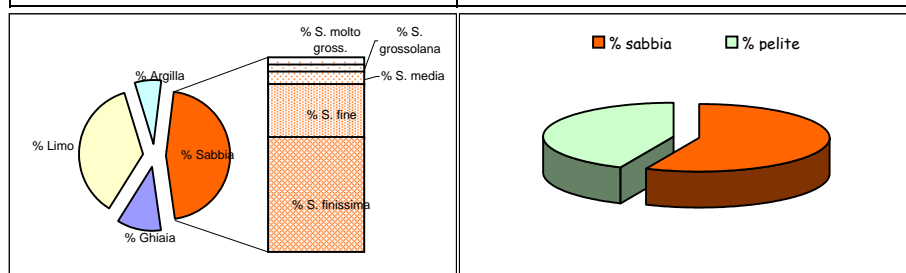 % S. molto
gross.
% S.
grossolana
% Argilla
% S. media
% S. fine
% Limo
% Sabbia
% S. finissima
% Ghiaia
% sabbia
% pelite